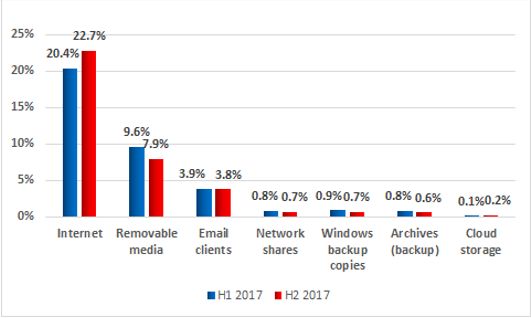 25%
20%
15%
10%
5%
0%
20.4%
22.7%
9.6%
7.9%
3.9%
3.8%
0.8%
0.7%
0.9%
0.7%
0.8%
0.6%
0.1%
0.2%
Internet
Removable
media
Email
clients
Network
shares
Windows
backup
copies
Archives
(backup)
Cloud
storage
H1 2017
H2 2017